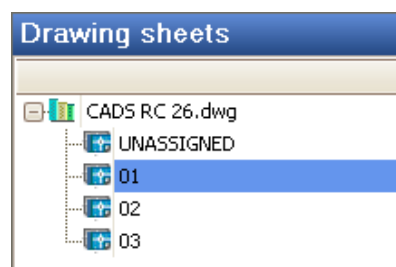 Drawing sheets
CADS RC 26.dwg
UNASSIGNED
01
02
03